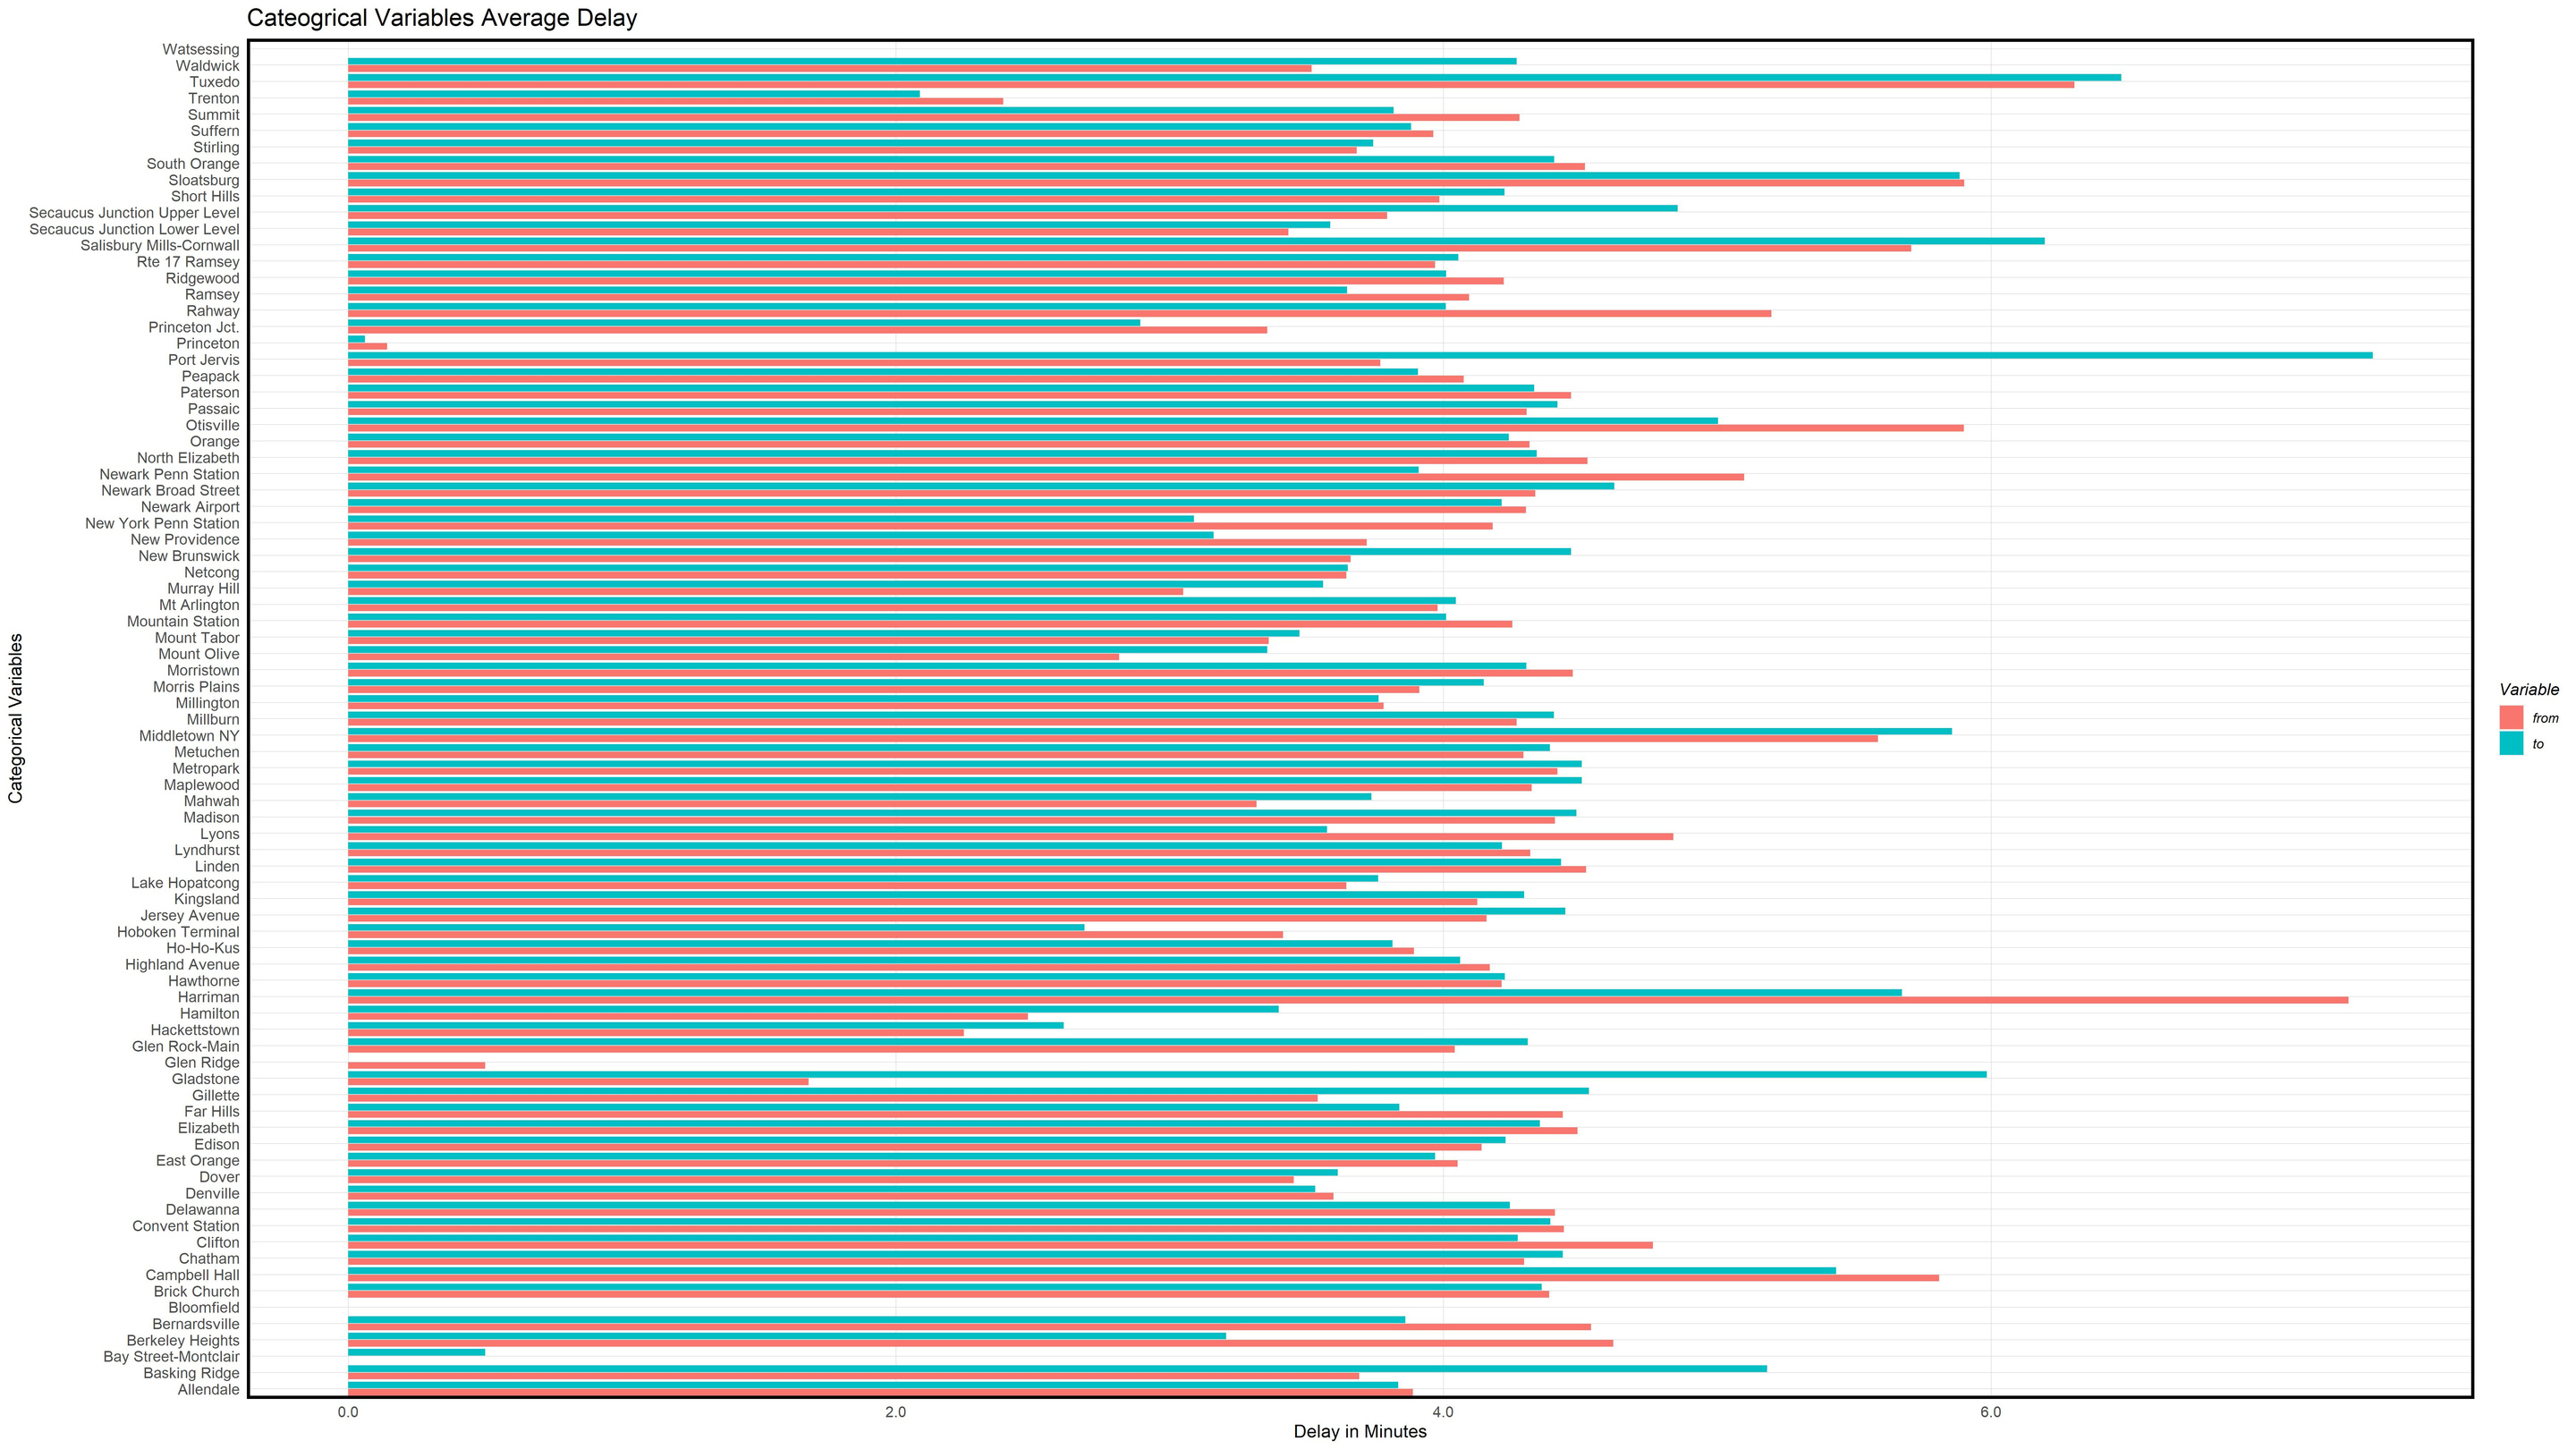 Cateogrical Variables Average Delay
Watsessing
Waldwick
Tuxedo
Trenton
Summit
Suffern
Stirling
South Orange
Sloatsburg
Short Hills
Secaucus Junction Upper Level
Secaucus Junction Lower Level
Salisbury Mills-Cornwall
Rte 17 Ramsey
Ridgewood
Ramsey
Rahway
Princeton Jct.
Princeton
Port Jervis
Peapack
Paterson
Passaic
Otisville
Orange
North Elizabeth
Newark Penn Station
Newark Broad Street
Newark Airport
New York Penn Station
New Providence
New Brunswick
Netcong
Murray Hill
Mt Arlington
Mountain Station
Mount Tabor
Mount Olive
Morristown
Morris Plains
Millington
Millburn
Middletown NY
Metuchen
Metropark
Maplewood
Mahwah
Madison
Lyons
Lyndhurst
Linden
Lake Hopatcong
Kingsland
Jersey Avenue
Hoboken Terminal
Ho-Ho-Kus
Highland Avenue
Hawthorne
Harriman
Hamilton
Hackettstown
Glen Rock-Main
Glen Ridge
Gladstone
Gillette
Far Hills
Elizabeth
Edison
East Orange
Dover
Denville
Delawanna
Convent Station
Clifton
Chatham
Campbell Hall
Brick Church
Bloomfield
Bernardsville
Berkeley Heights
Bay Street-Montclair
Basking Ridge
Allendale
Categorical Variables
0.0 2.0 4.0 6.0
Delay in Minutes
Variable
from
to